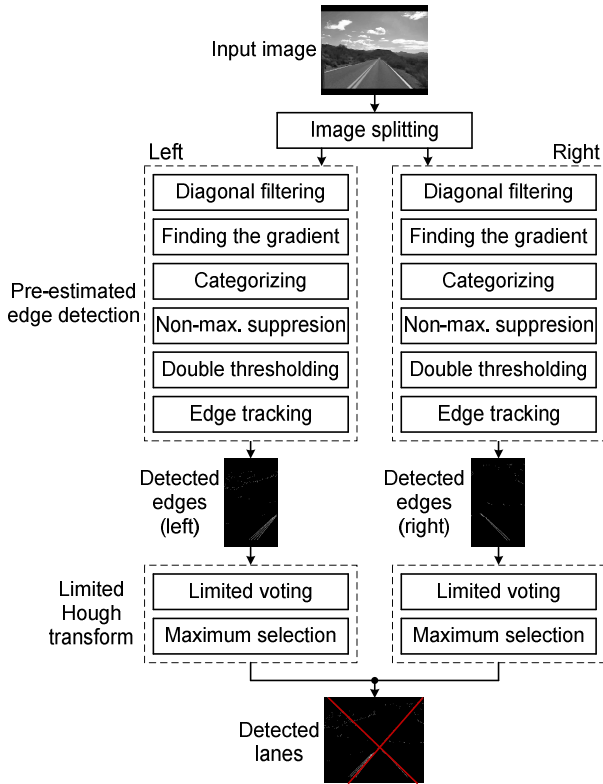 Input image
Image splitting
Left
Right
Pre-estimated
edge detection
Diagonal filtering
Finding the gradient
Categorizing
Non-max. suppresion
Double thresholding
Edge tracking
Diagonal filtering
Finding the gradient
Categorizing
Non-max. suppresion
Double thresholding
Edge tracking
Detected
edges
(left)
Detected
edges
(right)
Limited
Hough
transform
Limited voting
Maximum selection
Limited voting
Maximum selection
Detected
lanes